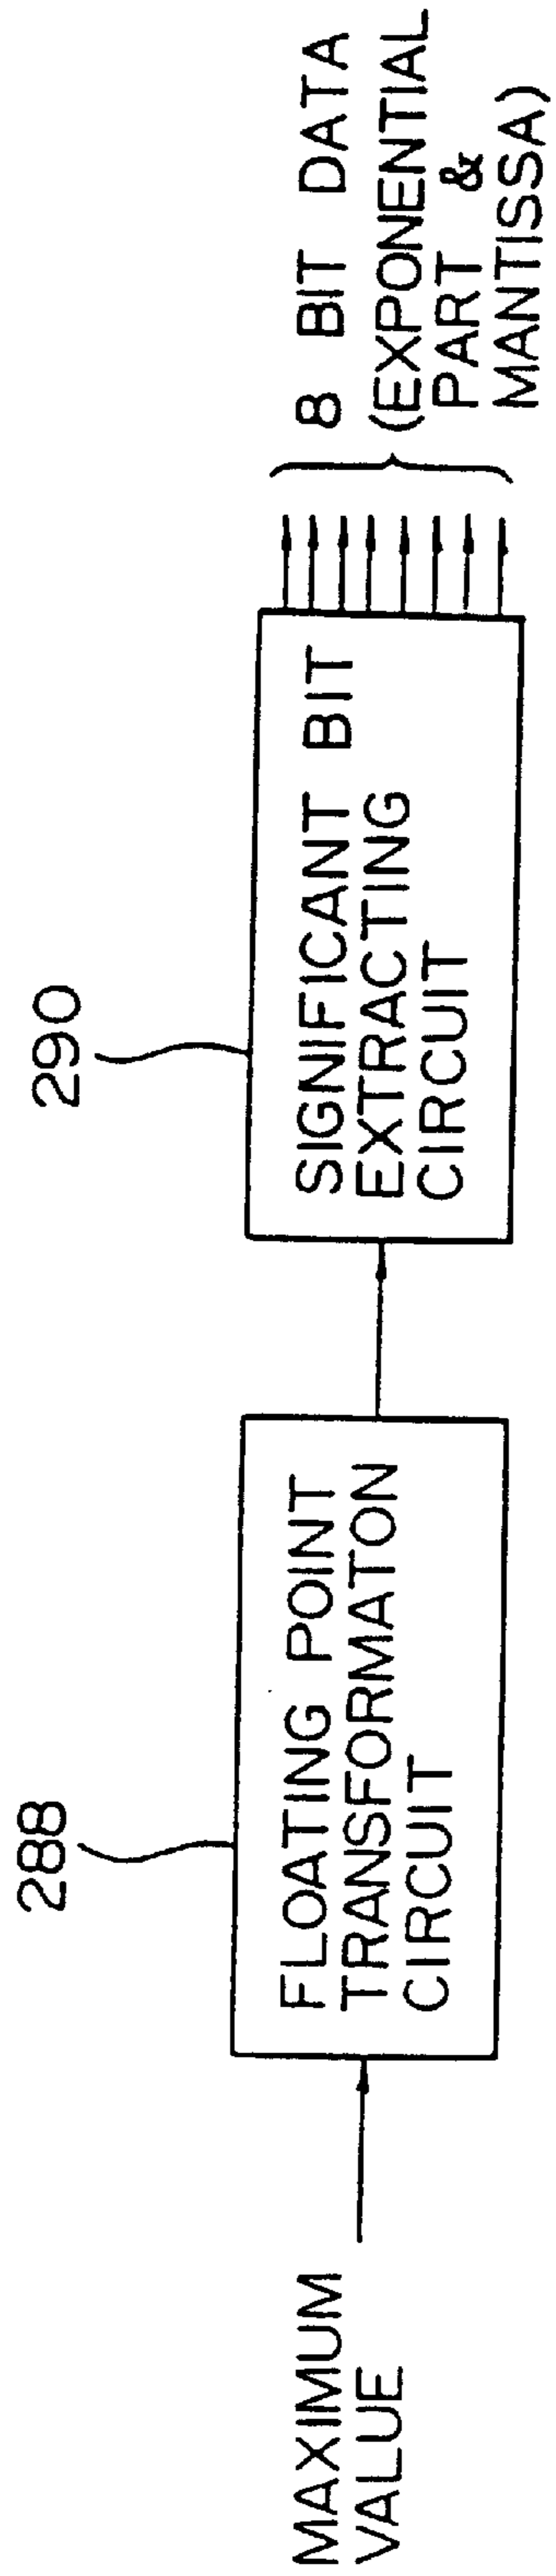 MAXIMUM
VALUE
288
FLOATING POINT
TRANSFORMATON
CIRCUIT
290
SIGNIFICANT BIT
EXTRACTING
CIRCUIT
8 BIT DATA
(EXPONENTIAL
PART &
MANTISSA)